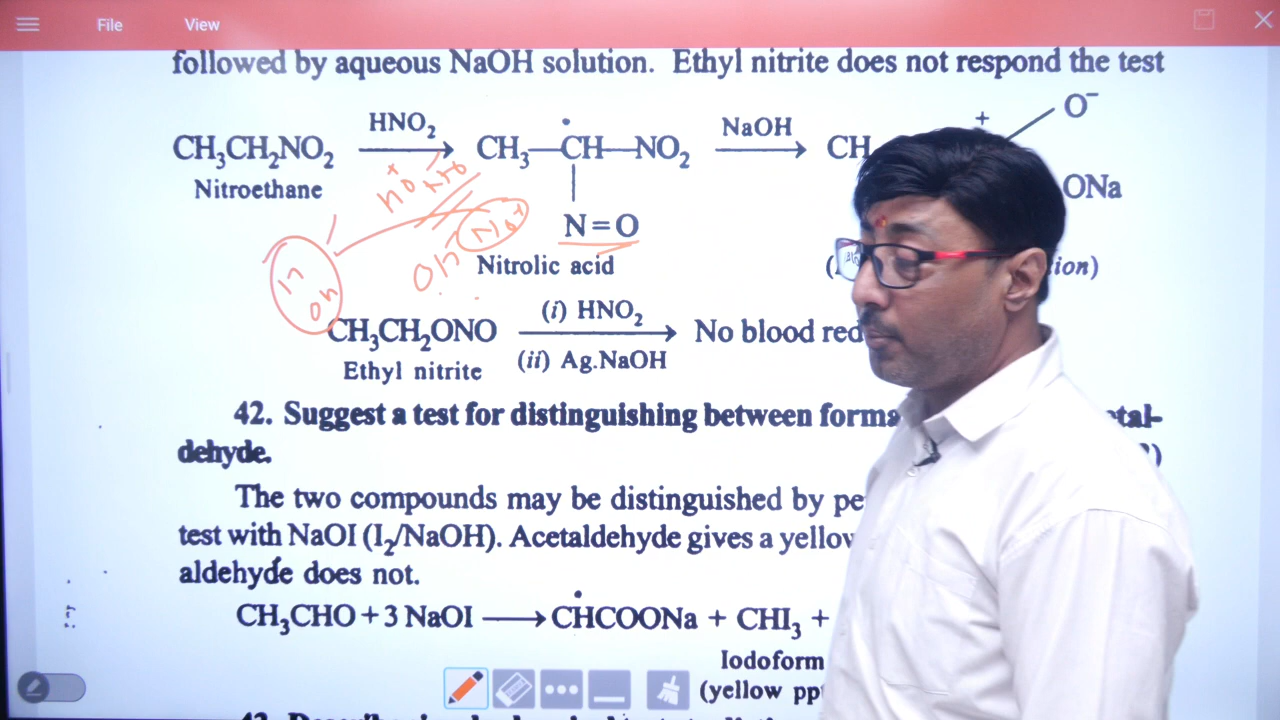 File View
followed by aqueous NaOH solution. Ethyl nitrite does not respond the test
CH₃CH₂NO₂ HNO₂ CH₃—CH—NO₂ NaOH CH + O⁻
Nitroethane ONa
N=O
Nitrolic acid ion)
CH₃CH₂ONO (i) HNO₂ No blood red
Ethyl nitrite (ii) Ag.NaOH
42. Suggest a test for distinguishing between forma etal-
dehyde.
The two compounds may be distinguished by pe
test with NaOI (I₂/NaOH). Acetaldehyde gives a yellow
aldehyde does not.
CH₃CHO + 3 NaOI ⟶ CHCOONa + CHI₃ +
Iodoform
(yellow ppt